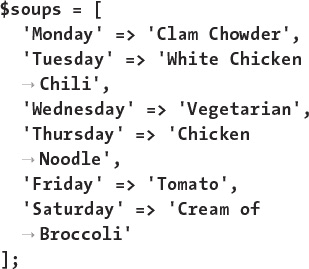 $soups = [
'Monday' => 'Clam Chowder',
'Tuesday' => 'White Chicken
→ Chili',
'Wednesday' => 'Vegetarian',
'Thursday' => 'Chicken
→ Noodle',
'Friday' => 'Tomato',
'Saturday' => 'Cream of
→ Broccoli'
];